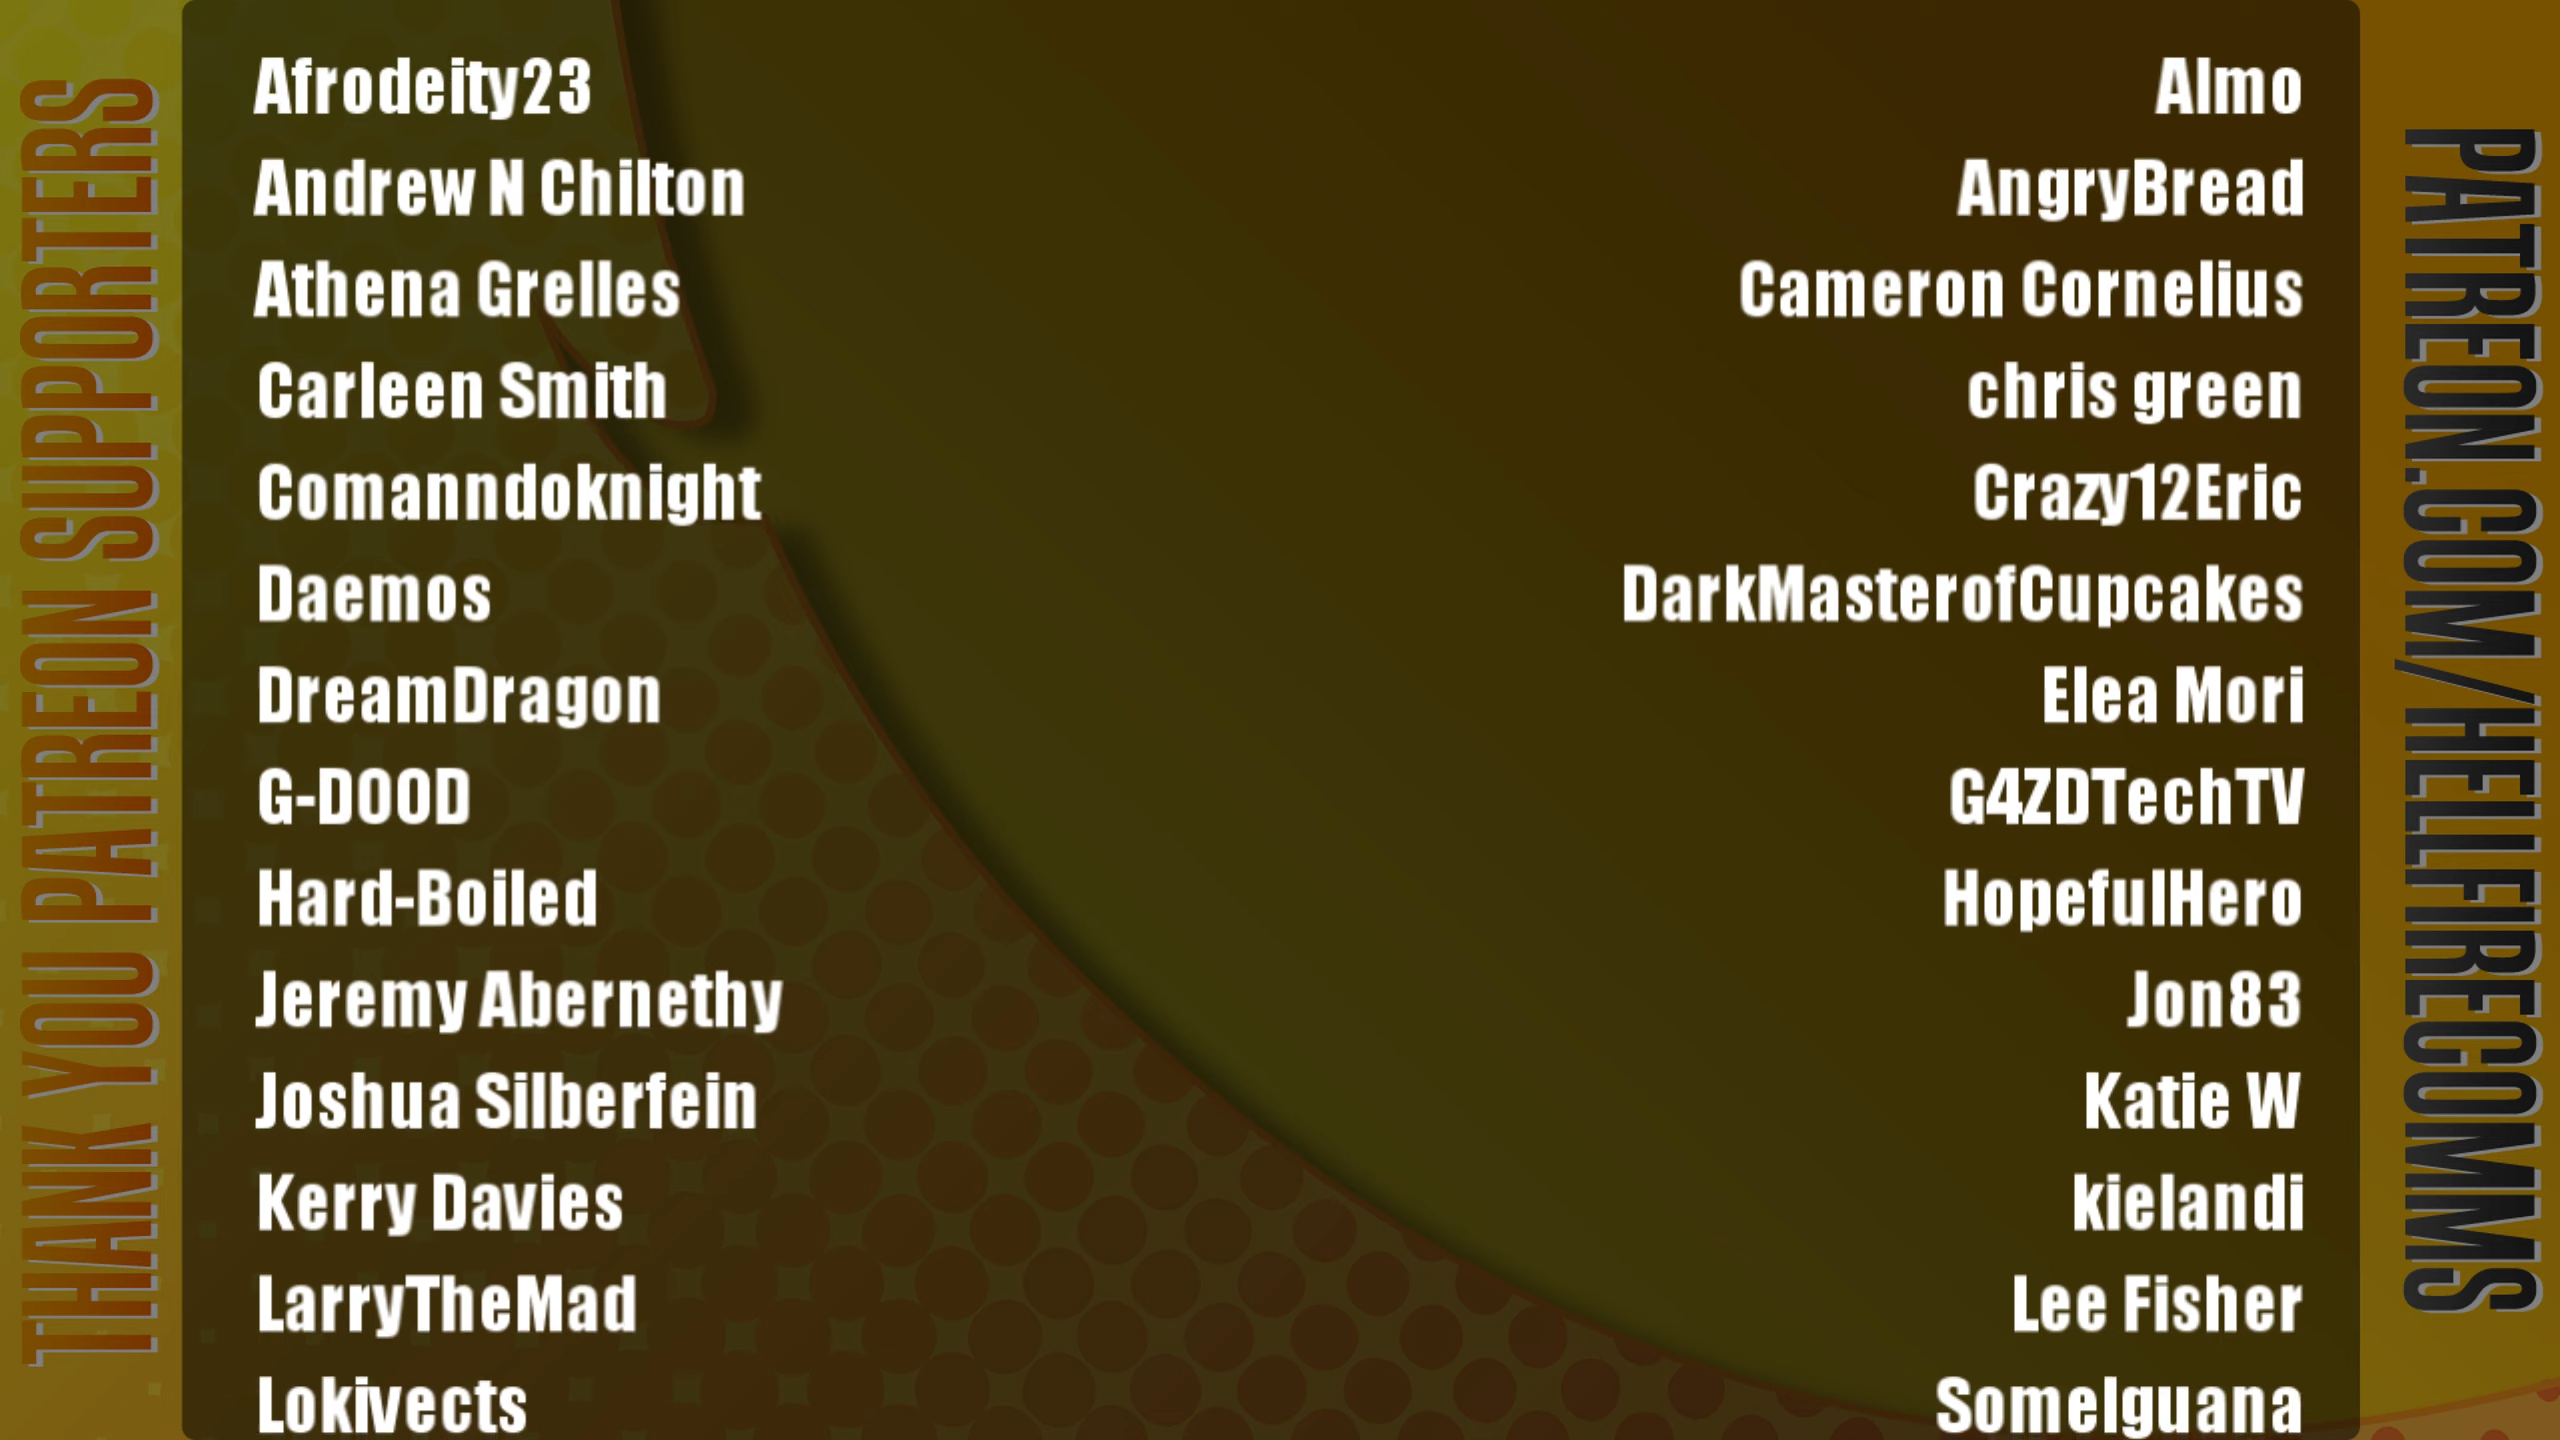 THANK YOU PATREON SUPPORTERS
Afrodeity23
Andrew N Chilton
Athena Grelles
Carleen Smith
Comanndoknight
Daemos
DreamDragon
G-DOOD
Hard-Boiled
Jeremy Abernethy
Joshua Silberfein
Kerry Davies
LarryTheMad
Lokivects
Almo
AngryBread
Cameron Cornelius
chris green
Crazy12Eric
DarkMasterofCupcakes
Elea Mori
G4ZDTechTV
HopefulHero
Jon83
Katie W
kielandi
Lee Fisher
SomeIguana
PATREON.COM/HELLFIRECOMMS